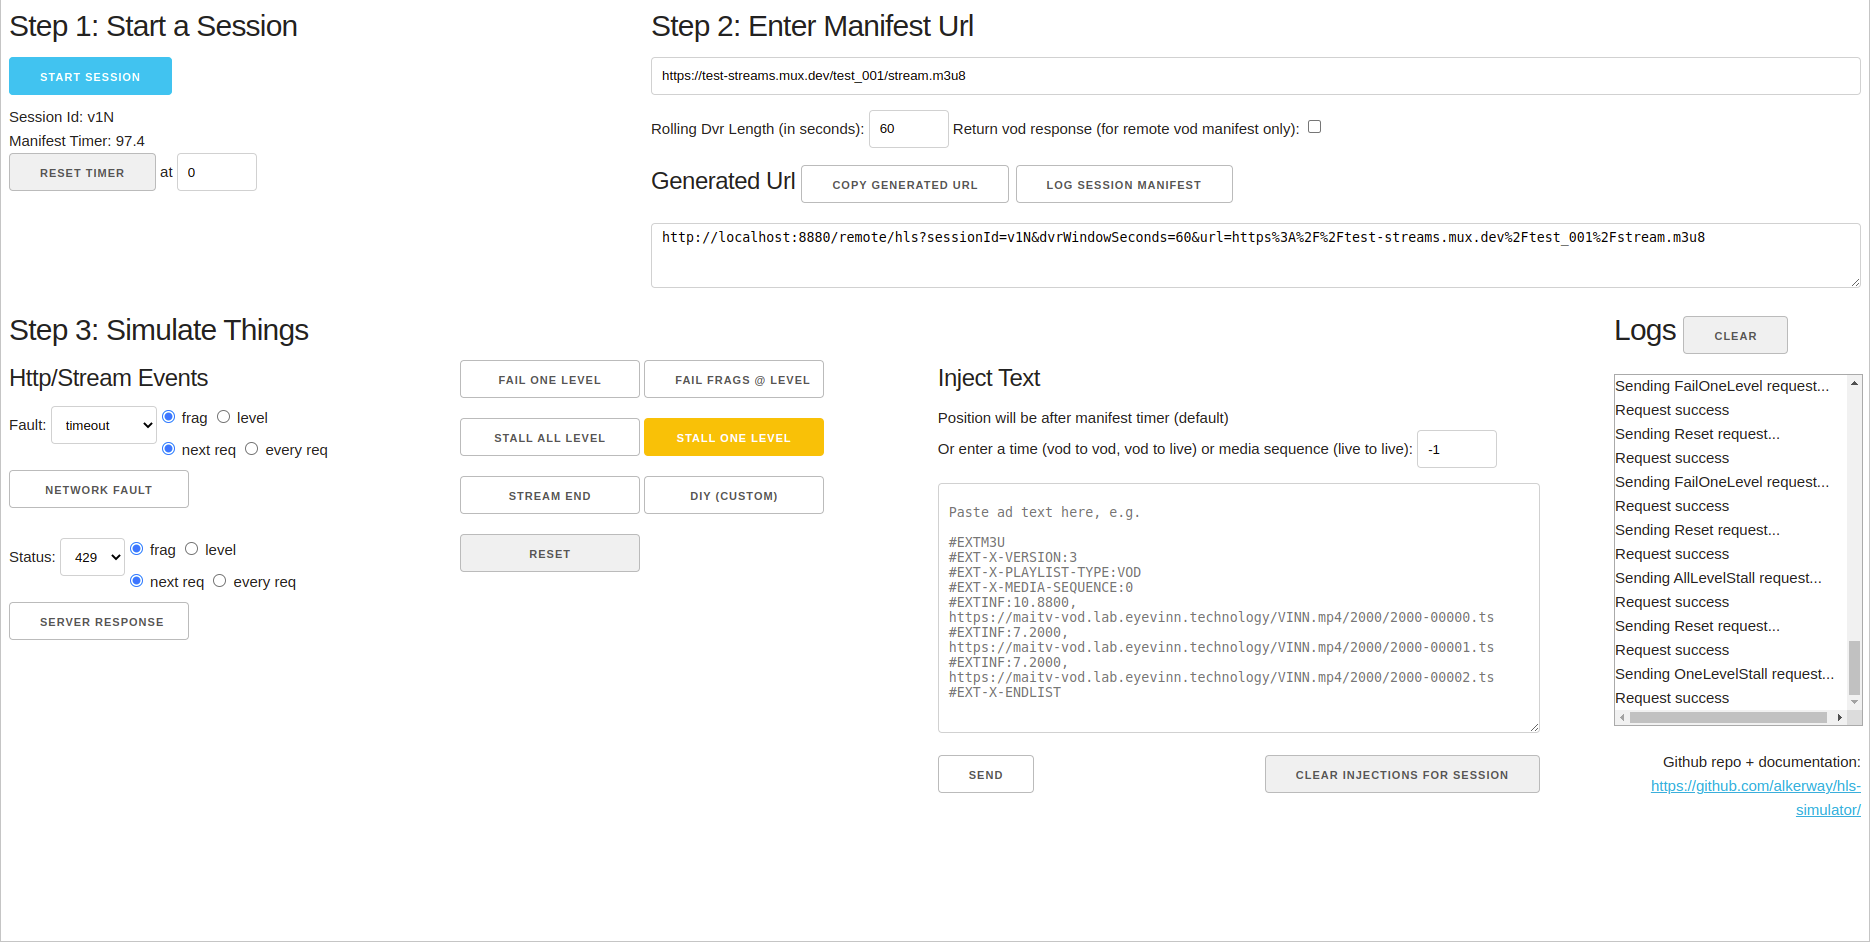 Step 1: Start a Session
START SESSION
Session Id: v1N
Manifest Timer: 97.4
RESET TIMER at 0
Step 2: Enter Manifest Url
https://test-streams.mux.dev/test_001/stream.m3u8
Rolling Dvr Length (in seconds): 60 Return vod response (for remote vod manifest only):
Generated Url COPY GENERATED URL LOG SESSION MANIFEST
http://localhost:8880/remote/hls?sessionId=v1N&dvrWindowSeconds=60&url=https%3A%2F%2Ftest-streams.mux.dev%2Ftest_001%2Fstream.m3u8
Step 3: Simulate Things
Http/Stream Events
Fault: timeout frag level
next req every req
NETWORK FAULT
Status: 429 frag level
next req every req
SERVER RESPONSE
FAIL ONE LEVEL FAIL FRAGS @ LEVEL
STALL ALL LEVEL STALL ONE LEVEL
STREAM END DIY (CUSTOM)
RESET
Inject Text
Position will be after manifest timer (default)
Or enter a time (vod to vod, vod to live) or media sequence (live to live): -1
Paste ad text here, e.g.
#EXTM3U
#EXT-X-VERSION:3
#EXT-X-PLAYLIST-TYPE:VOD
#EXT-X-MEDIA-SEQUENCE:0
#EXTINF:10.8800,
https://maitv-vod.lab.eyevinn.technology/VINN.mp4/2000/2000-00000.ts
#EXTINF:7.2000,
https://maitv-vod.lab.eyevinn.technology/VINN.mp4/2000/2000-00001.ts
#EXTINF:7.2000,
https://maitv-vod.lab.eyevinn.technology/VINN.mp4/2000/2000-00002.ts
#EXT-X-ENDLIST
SEND CLEAR INJECTIONS FOR SESSION
Logs CLEAR
Sending FailOneLevel request...
Request success
Sending Reset request...
Request success
Sending FailOneLevel request...
Request success
Sending Reset request...
Request success
Sending AllLevelStall request...
Request success
Sending Reset request...
Request success
Sending OneLevelStall request...
Request success
Github repo + documentation:
https://github.com/alkerway/hls-
simulator/